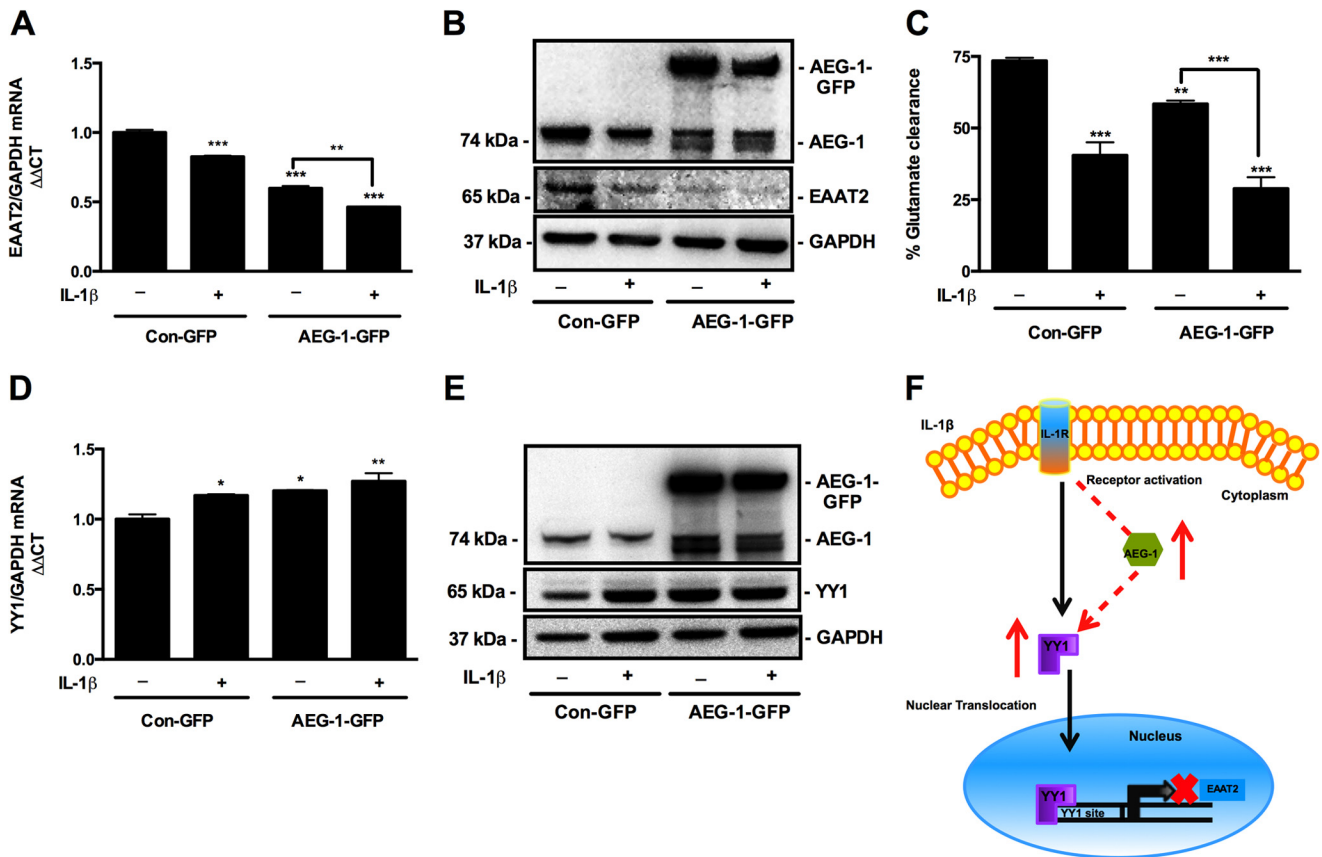 A
EAAT2/GAPDH mRNA
ΔΔCT
1.5
1.0
0.5
0.0
***
***
**
***
IL-1β
– + – +
Con-GFP
AEG-1-GFP
B
74 kDa -
65 kDa -
37 kDa -
- AEG-1-
GFP
- AEG-1
- EAAT2
- GAPDH
IL-1β
– + – +
Con-GFP
AEG-1-GFP
C
% Glutamate clearance
75
50
25
0
***
**
***
***
IL-1β
– + – +
Con-GFP
AEG-1-GFP
D
YY1/GAPDH mRNA
ΔΔCT
1.5
1.0
0.5
0.0
*
*
**
IL-1β
– + – +
Con-GFP
AEG-1-GFP
E
74 kDa -
65 kDa -
37 kDa -
- AEG-1-
GFP
- AEG-1
- YY1
- GAPDH
IL-1β
– + – +
Con-GFP
AEG-1-GFP
F
IL-1β
IL-1R
Receptor activation
Cytoplasm
AEG-1
YY1
Nuclear Translocation
Nucleus
YY1
YY1 site
EAAT2